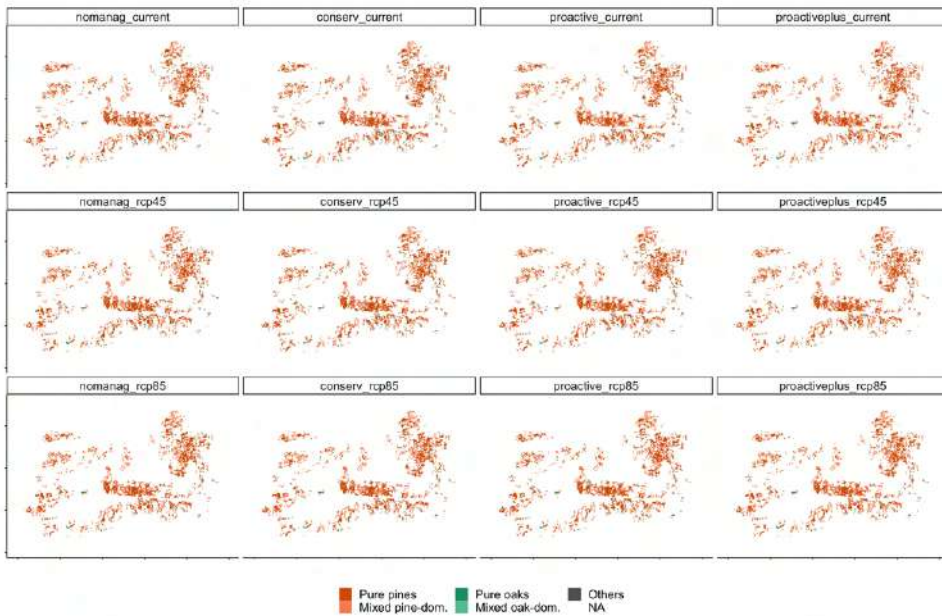 nomanag_current conserv_current proactive_current proactiveplus_current
nomanag_rcp45 conserv_rcp45 proactive_rcp45 proactiveplus_rcp45
nomanag_rcp85 conserv_rcp85 proactive_rcp85 proactiveplus_rcp85
Pure pines Pure oaks Others
Mixed pine-dom. Mixed oak-dom. NA